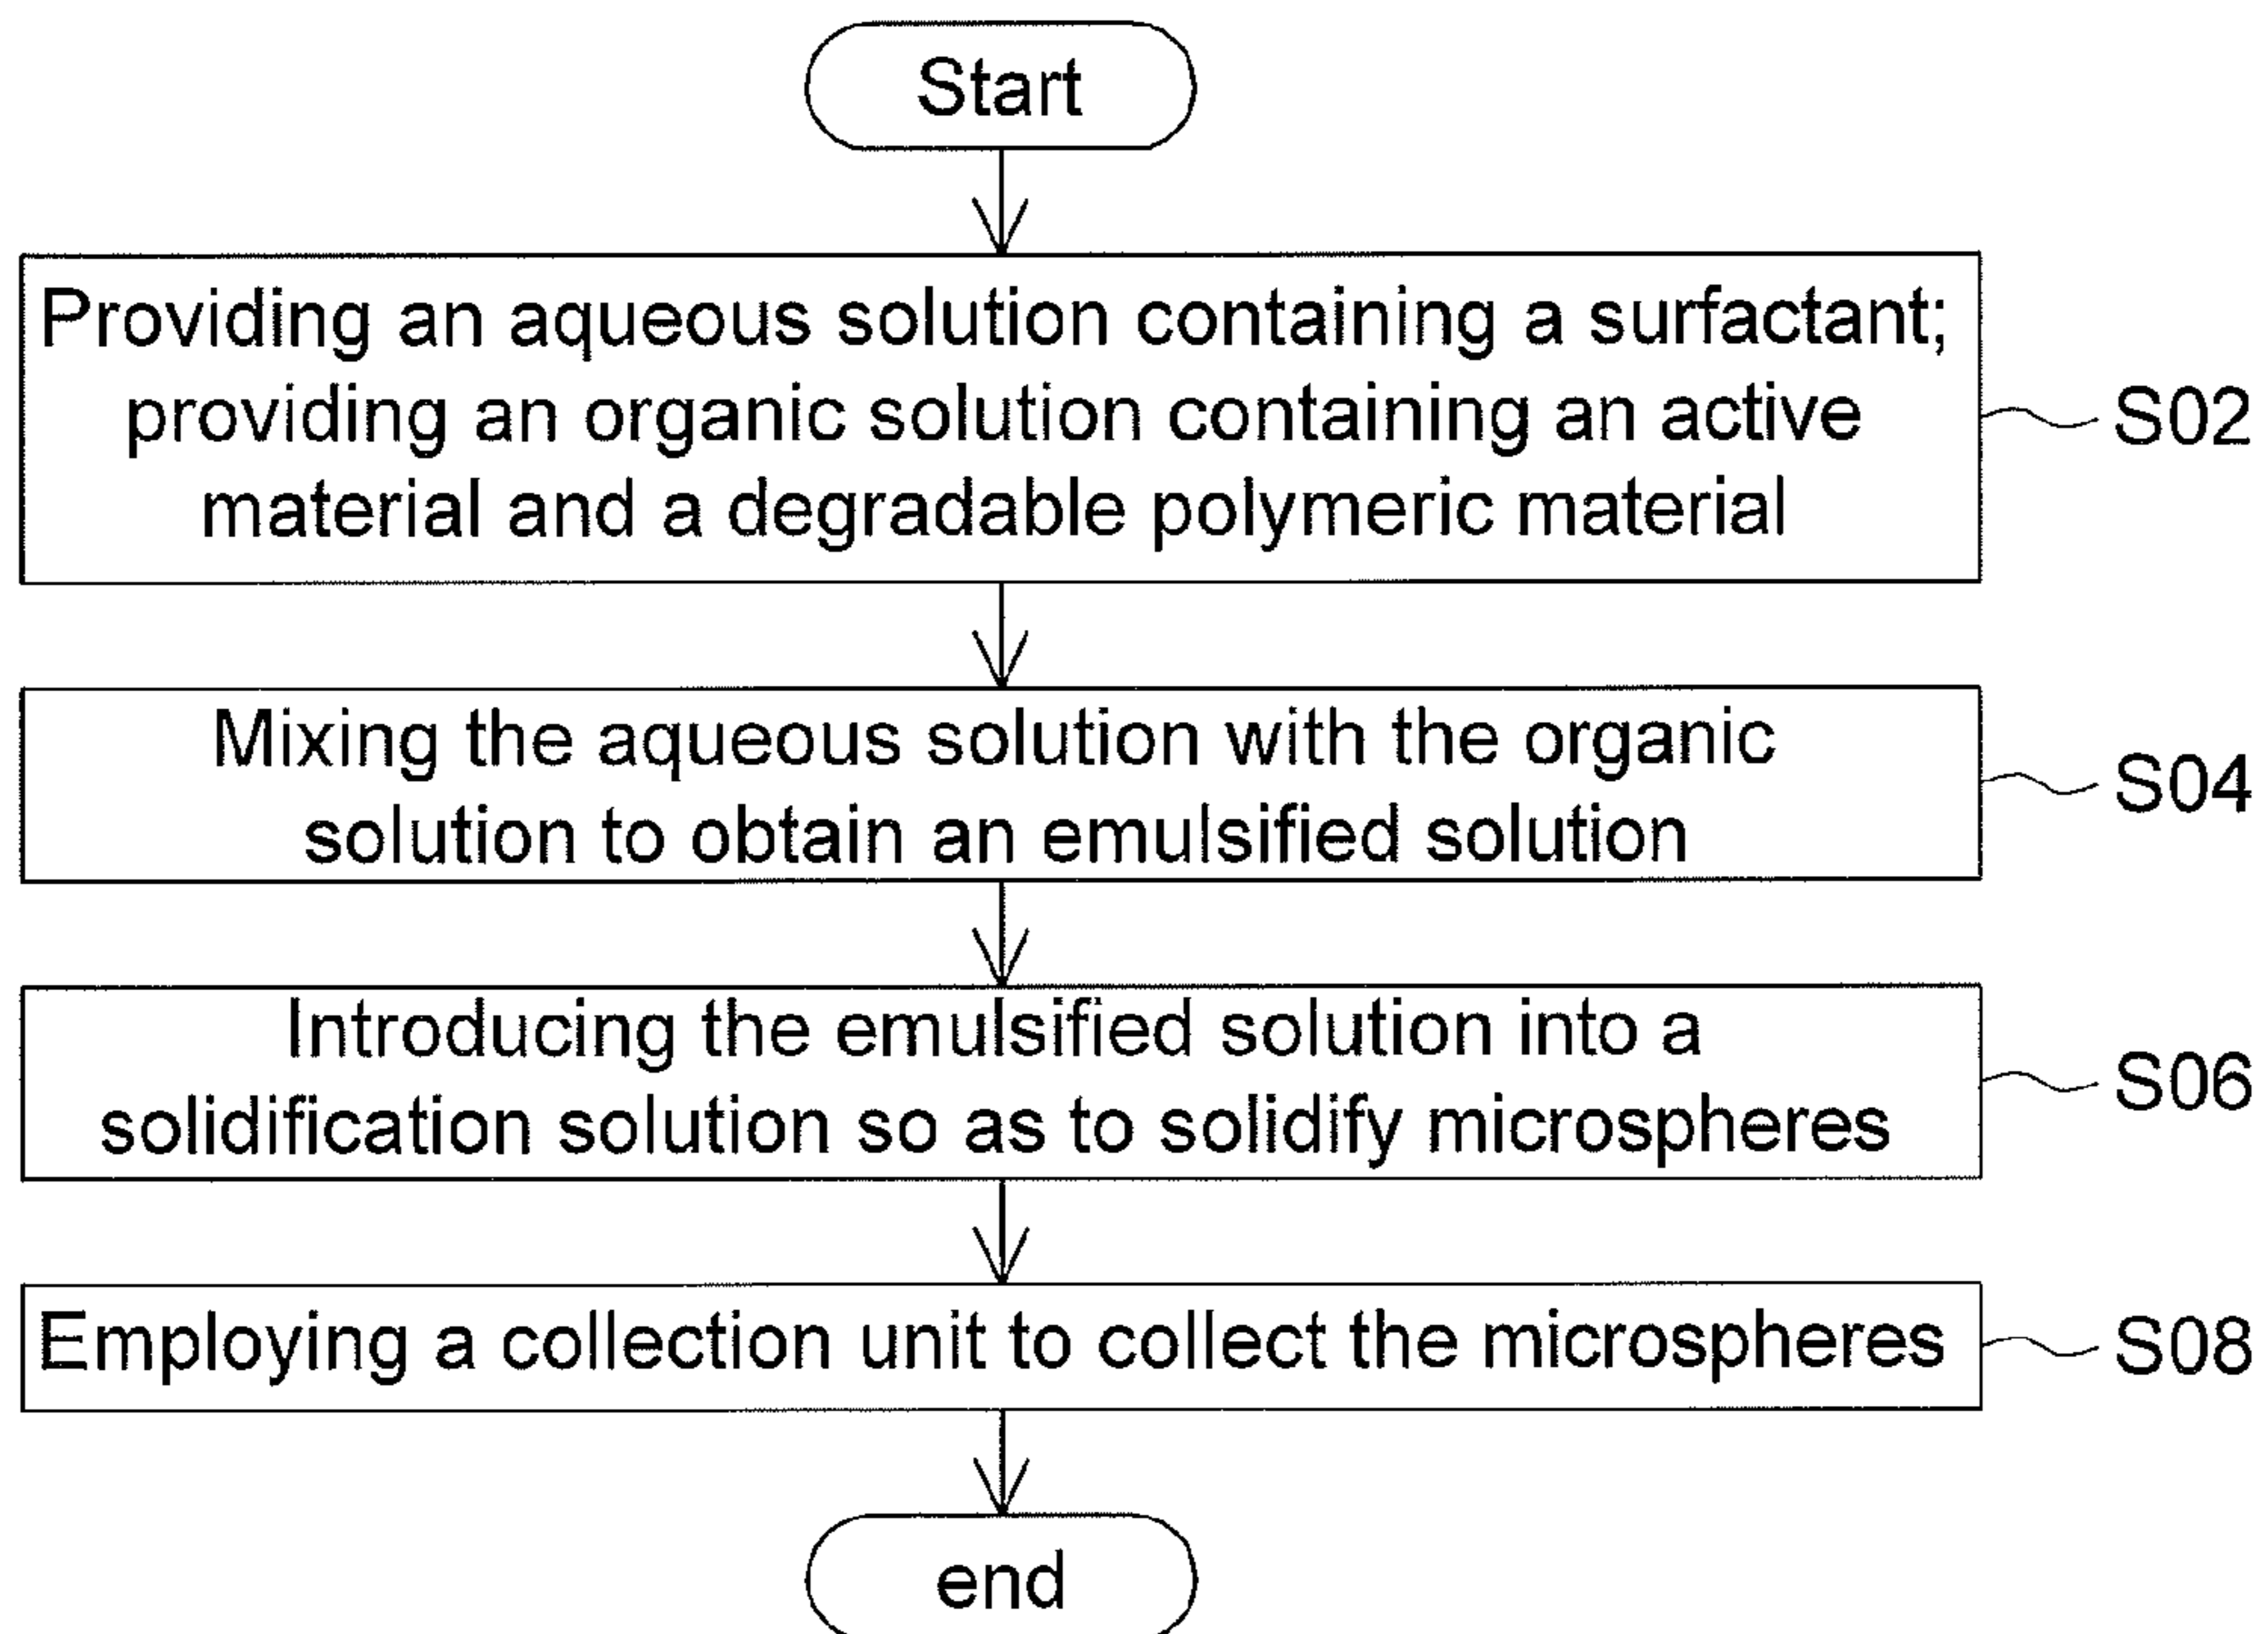 Start
Providing an aqueous solution containing a surfactant;
providing an organic solution containing an active
material and a degradable polymeric material
S02
Mixing the aqueous solution with the organic
solution to obtain an emulsified solution
S04
Introducing the emulsified solution into a
solidification solution so as to solidify microspheres
S06
Employing a collection unit to collect the microspheres
S08
end